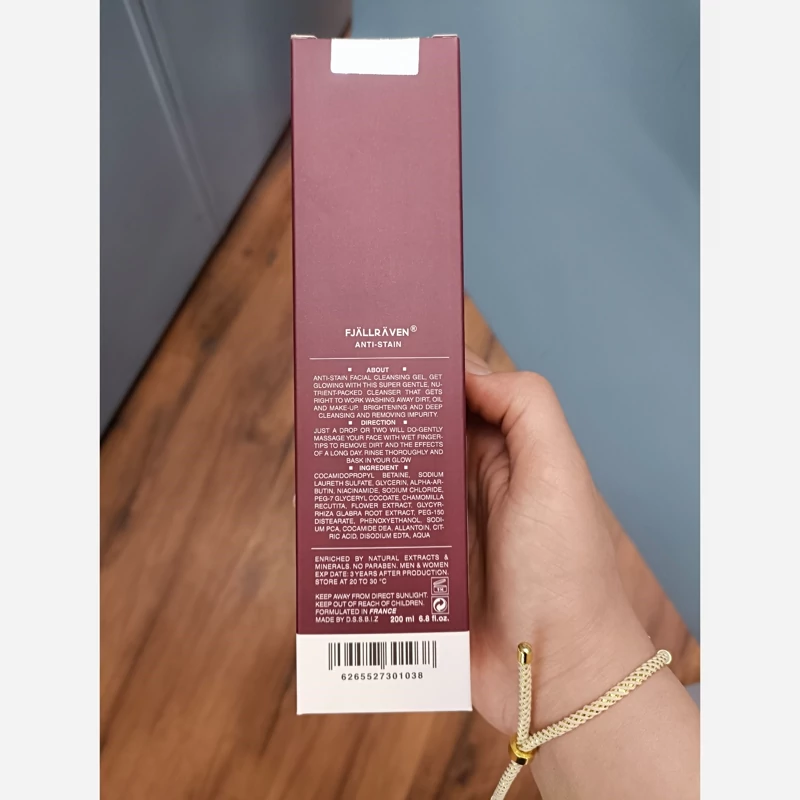 FJÄLLRÄVEN®
ANTI-STAIN
ABOUT
ANTI-STAIN FACIAL CLEANSING GEL, GET
GLOWING WITH THIS SUPER GENTLE, NU-
TRIENT-PACKED CLEANSER THAT GETS
RIGHT TO WORK WASHING AWAY DIRT, OIL
AND MAKE-UP. BRIGHTENING AND DEEP
CLEANSING AND REMOVING IMPURITY.
DIRECTION
JUST A DROP OR TWO WILL DO-GENTLY
MASSAGE YOUR FACE WITH WET FINGER-
TIPS TO REMOVE DIRT AND THE EFFECTS
OF A LONG DAY. RINSE THOROUGHLY AND
BASK IN YOUR GLOW
INGREDIENT
COCAMIDOPROPYL BETAINE, SODIUM
LAURETH SULFATE, GLYCERIN, ALPHA-AR-
BUTIN, NIACINAMIDE, SODIUM CHLORIDE,
PEG-7 GLYCERYL COCOATE, CHAMOMILLA
RECUTITA, FLOWER EXTRACT, GLYCYR-
RHIZA GLABRA ROOT EXTRACT, PEG-150
DISTEARATE, PHENOXYETHANOL, SODI-
UM PCA, COCAMIDE DEA, ALLANTOIN, CIT-
RIC ACID, DISODIUM EDTA, AQUA
ENRICHED BY NATURAL EXTRACTS &
MINERALS. NO PARABEN. MEN & WOMEN
EXP DATE: 3 YEARS AFTER PRODUCTION.
STORE AT 20 TO 30 °C
KEEP AWAY FROM DIRECT SUNLIGHT.
KEEP OUT OF REACH OF CHILDREN.
FORMULATED IN FRANCE
MADE BY D.B.B.B.I.Z 200 ml 6.8 fl.oz.
6265527301038